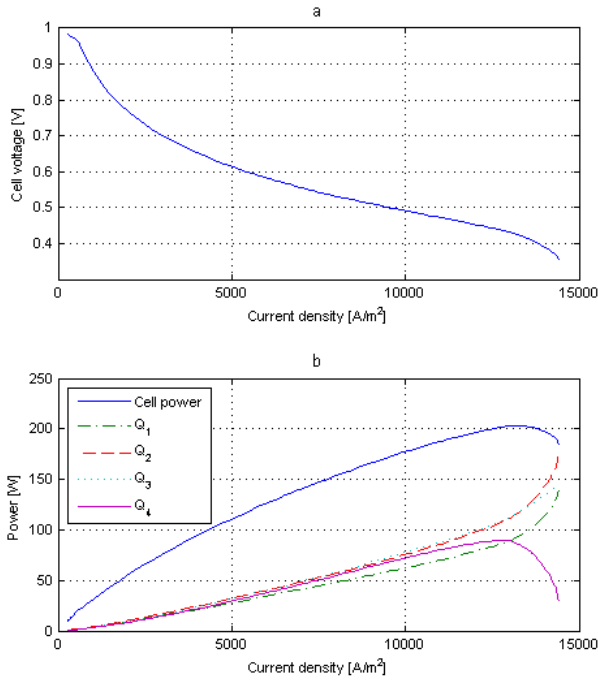 a
1
0.9
0.8
0.7
0.6
0.5
0.4
Cell voltage [V]
0 5000 10000 15000
Current density [A/m²]
b
250
200
150
100
50
0
Power [W]
Cell power
Q₁
Q₂
Q₃
Q₄
0 5000 10000 15000
Current density [A/m²]